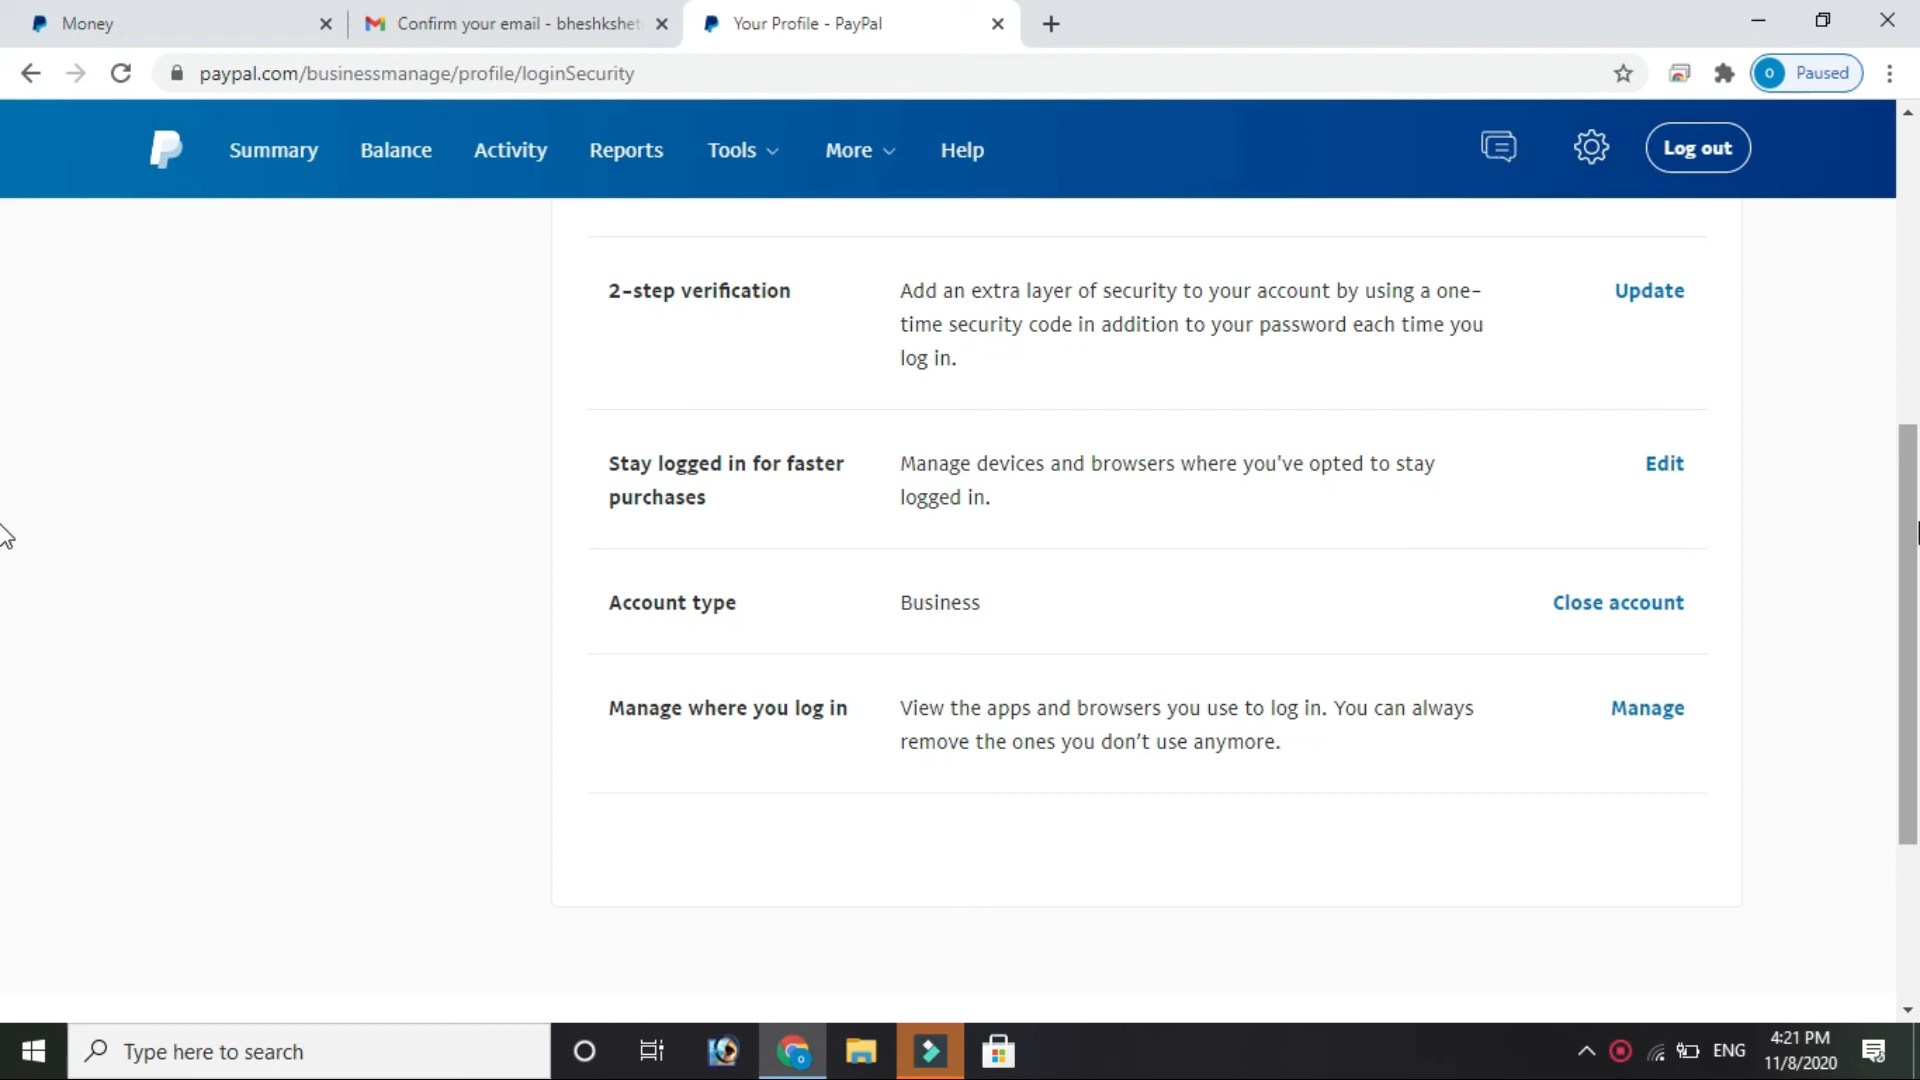 Money
Confirm your email - bheshkshet
Your Profile - PayPal
paypal.com/businessmanage/profile/loginSecurity
Paused
Summary
Balance
Activity
Reports
Tools
More
Help
Log out
2-step verification
Add an extra layer of security to your account by using a one-
time security code in addition to your password each time you
log in.
Update
Stay logged in for faster
purchases
Manage devices and browsers where you've opted to stay
logged in.
Edit
Account type
Business
Close account
Manage where you log in
View the apps and browsers you use to log in. You can always
remove the ones you don’t use anymore.
Manage
Type here to search
ENG
4:21 PM
11/8/2020